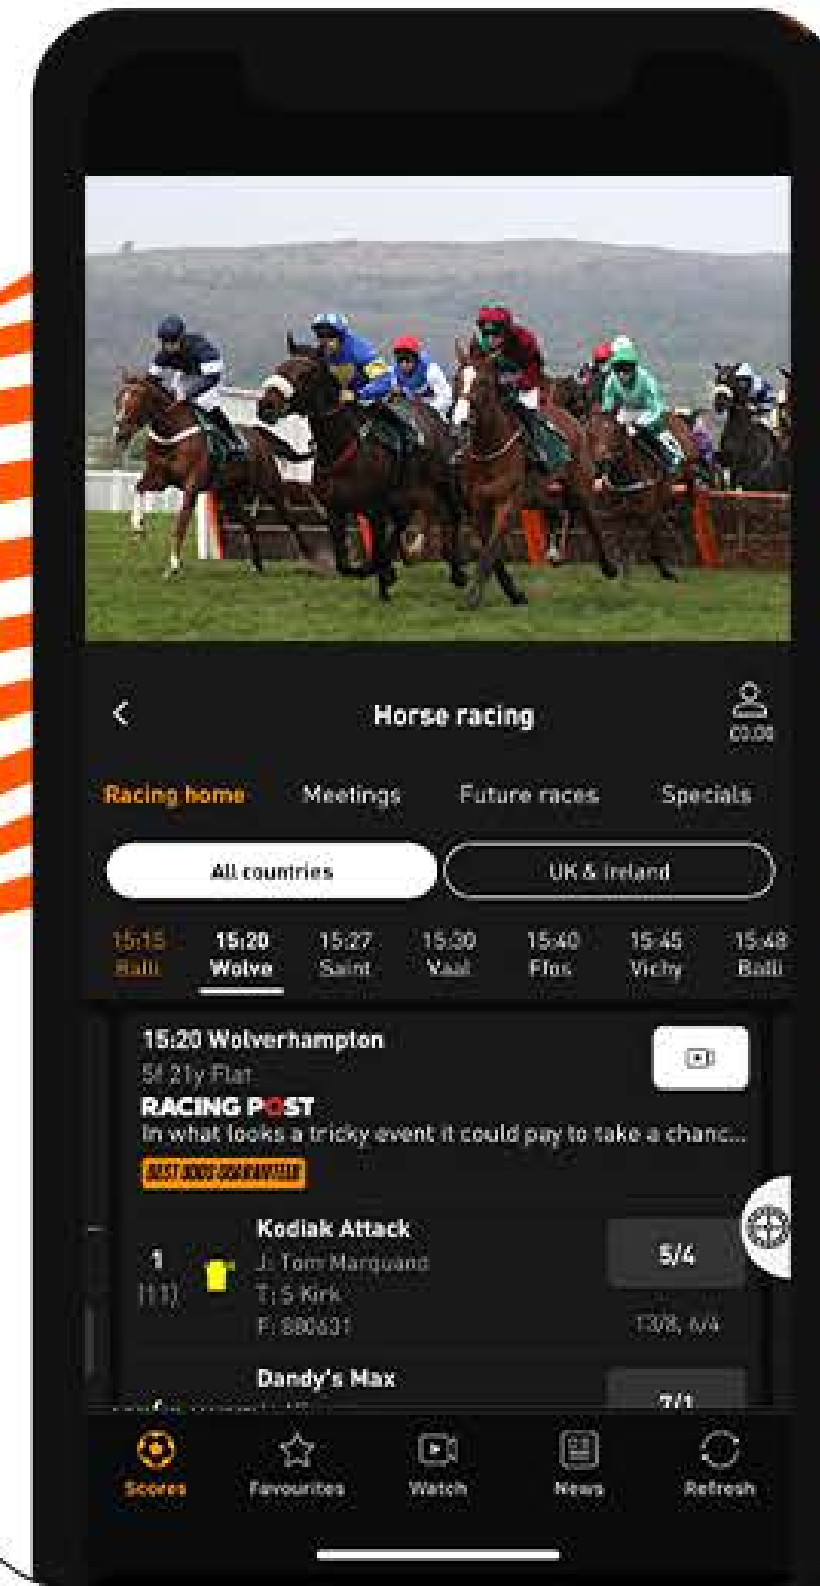 Horse racing
£0.00
Racing home Meetings Future races Specials
All countries UK & Ireland
15:15 15:20 15:27 15:30 15:40 15:45 15:48
Balli Wolve Saint Vaal Flos Vichy Balli
15:20 Wolverhampton
5f 21y Flat
RACING POST
In what looks a tricky event it could pay to take a chanc...
BEST ODDS GUARANTEED
Kodiak Attack
1 J: Tom Marquand 5/4
(11) T: S Kirk
F: 880631 13/8, 6/4
Dandy's Max
7/1
Scores Favourites Watch News Refresh